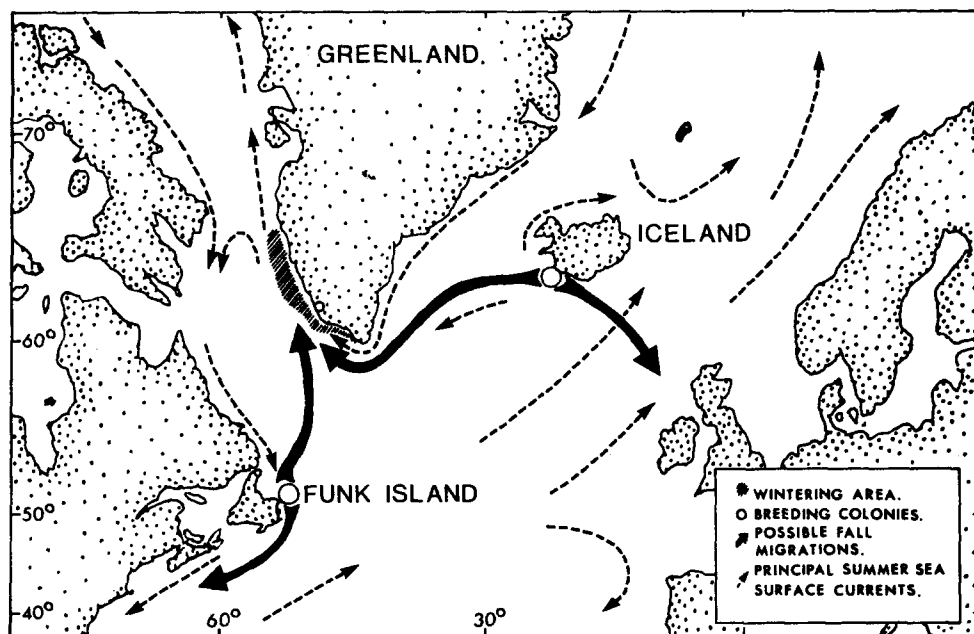 GREENLAND.
70°
ICELAND
60°
FUNK ISLAND
50°
WINTERING AREA.
BREEDING COLONIES.
POSSIBLE FALL
MIGRATIONS.
PRINCIPAL SUMMER SEA
SURFACE CURRENTS.
40°
60°
30°